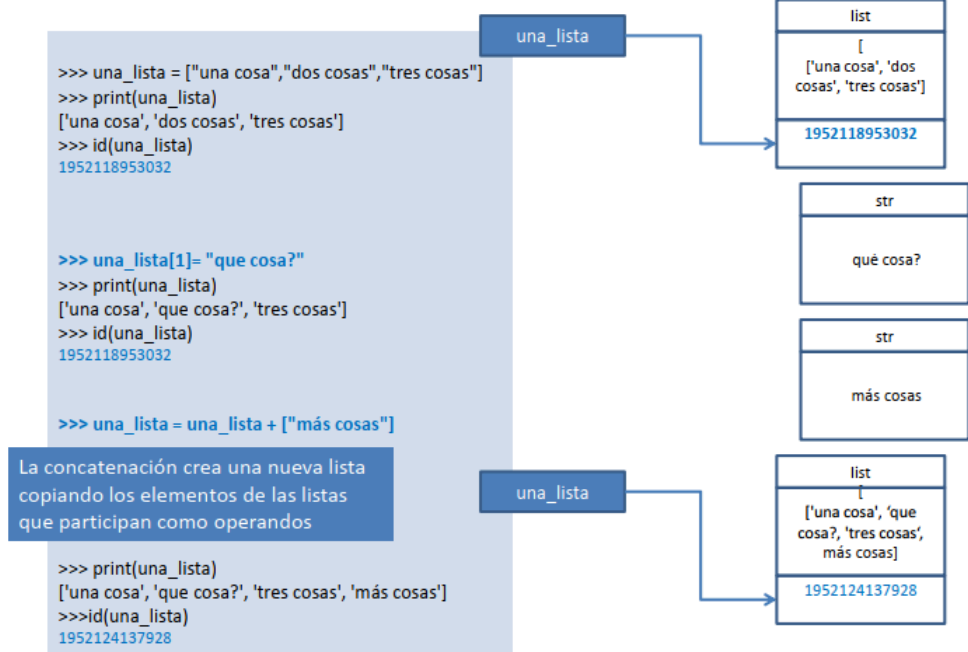 >>> una_lista = ["una cosa","dos cosas","tres cosas"]
>>> print(una_lista)
['una cosa', 'dos cosas', 'tres cosas']
>>> id(una_lista)
1952118953032
>>> una_lista[1]= "que cosa?"
>>> print(una_lista)
['una cosa', 'que cosa?', 'tres cosas']
>>> id(una_lista)
1952118953032
>>> una_lista = una_lista + ["más cosas"]
La concatenación crea una nueva lista
copiando los elementos de las listas
que participan como operandos
>>> print(una_lista)
['una cosa', 'que cosa?', 'tres cosas', 'más cosas']
>>>id(una_lista)
1952124137928
una_lista
list
[
['una cosa', 'dos
cosas', 'tres cosas']
1952118953032
str
qué cosa?
str
más cosas
una_lista
list
[
['una cosa', ‘que
cosa?, 'tres cosas‘,
más cosas]
1952124137928